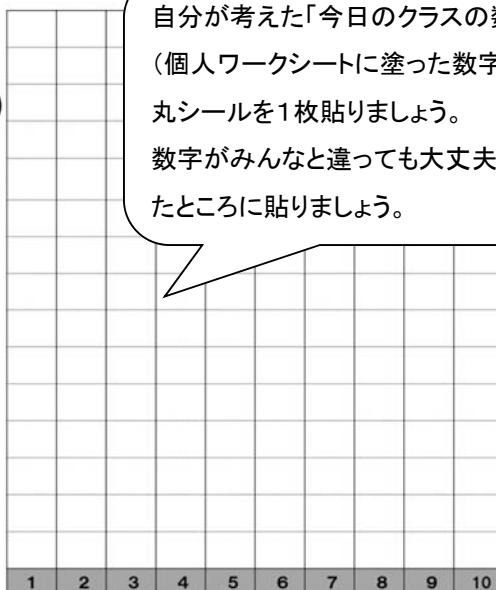 自分が考えた「今日のクラスの数
(個人ワークシートに塗った数字
丸シールを1枚貼りましょう。
数字がみんなと違っても大丈夫
たところに貼りましょう。
1 2 3 4 5 6 7 8 9 10